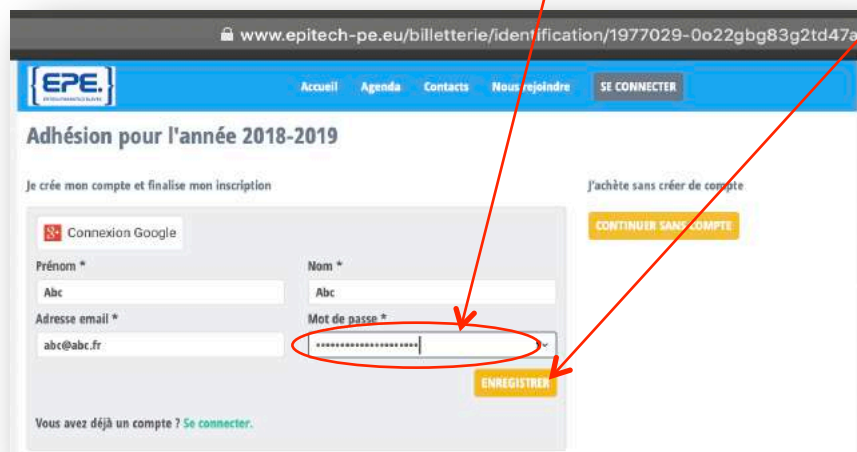 www.epitech-pe.eu/billetterie/identification/1977029-0o22gbg83g2td47a
{EPE.}
Accueil Agenda Contacts Nous rejoindre SE CONNECTER
Adhésion pour l'année 2018-2019
Je crée mon compte et finalise mon inscription
J'achète sans créer de compte
Connexion Google
CONTINUER SANS COMPTE
Prénom * Nom *
Abc Abc
Adresse email * Mot de passe *
abc@abc.fr
ENREGISTRER
Vous avez déjà un compte ? Se connecter.